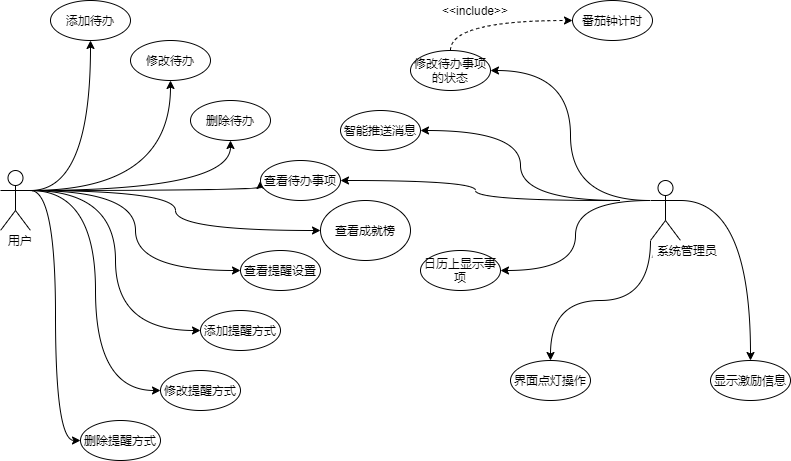 <<include>>
添加待办
番茄钟计时
修改待办
修改待办事项
的状态
删除待办
智能推送消息
查看待办事项
用户
查看成就榜
系统管理员
日历上显示事
项
查看提醒设置
添加提醒方式
修改提醒方式
界面点灯操作
显示激励信息
删除提醒方式